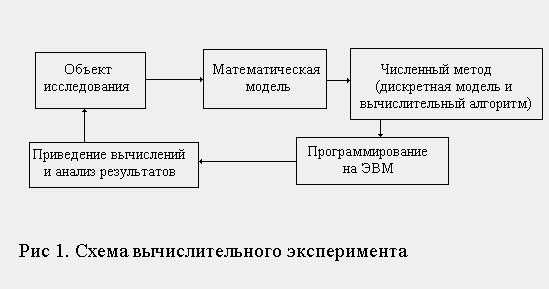 Объект
исследования
Математическая
модель
Численный метод
(дискретная модель и
вычислительный алгоритм)
Приведение вычислений
и анализ результатов
Программирование
на ЭВМ
Рис 1. Схема вычислительного эксперимента